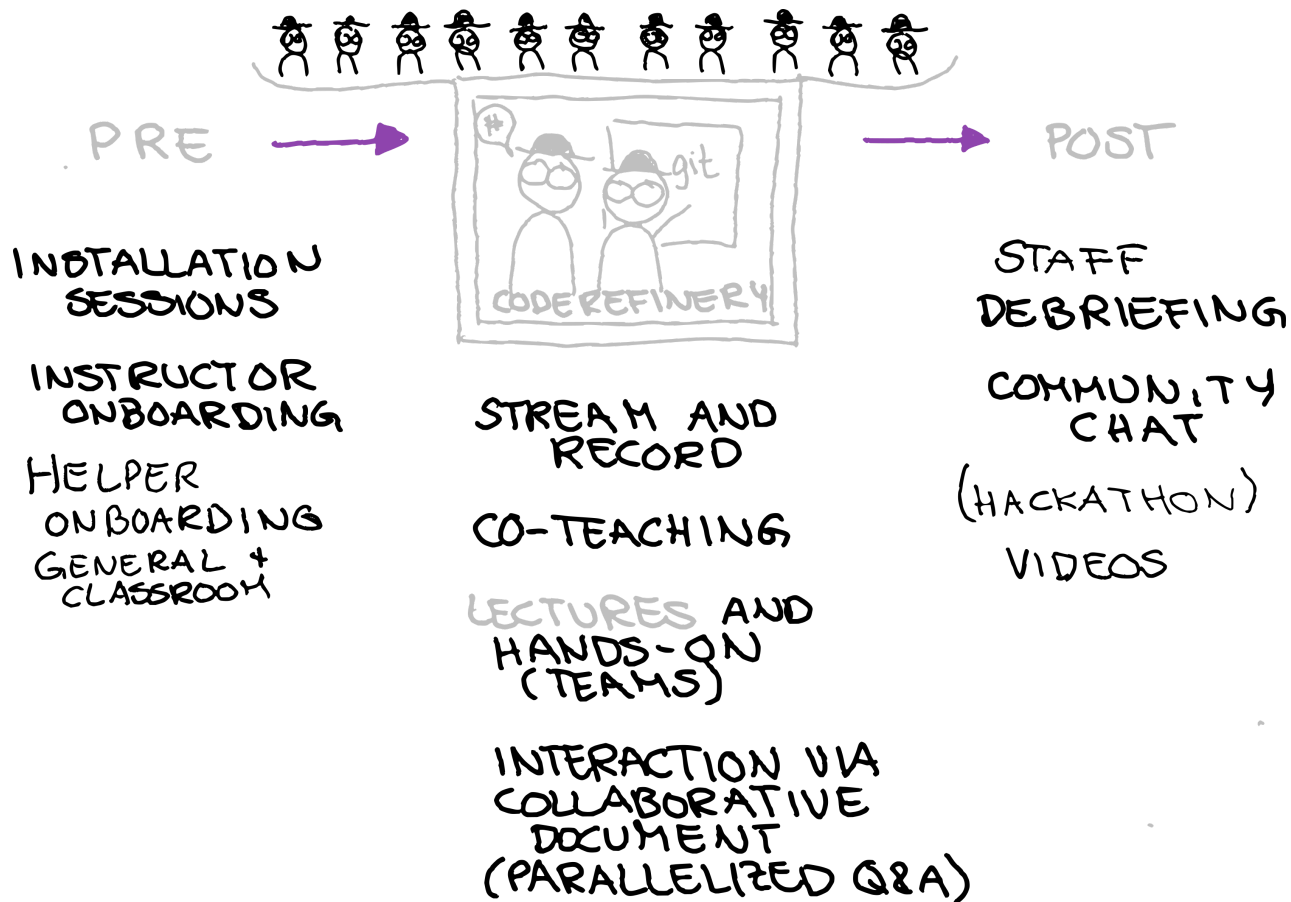 PRE
INSTALLATION
SESSIONS
INSTRUCTOR
ONBOARDING
HELPER
ONBOARDING
GENERAL &
CLASSROOM
#
git
CODEREFINERY
STREAM AND
RECORD
CO-TEACHING
LECTURES AND
HANDS-ON
(TEAMS)
INTERACTION VIA
COLLABORATIVE
DOCUMENT
(PARALLELIZED Q&A)
POST
STAFF
DEBRIEFING
COMMUNITY
CHAT
(HACKATHON)
VIDEOS